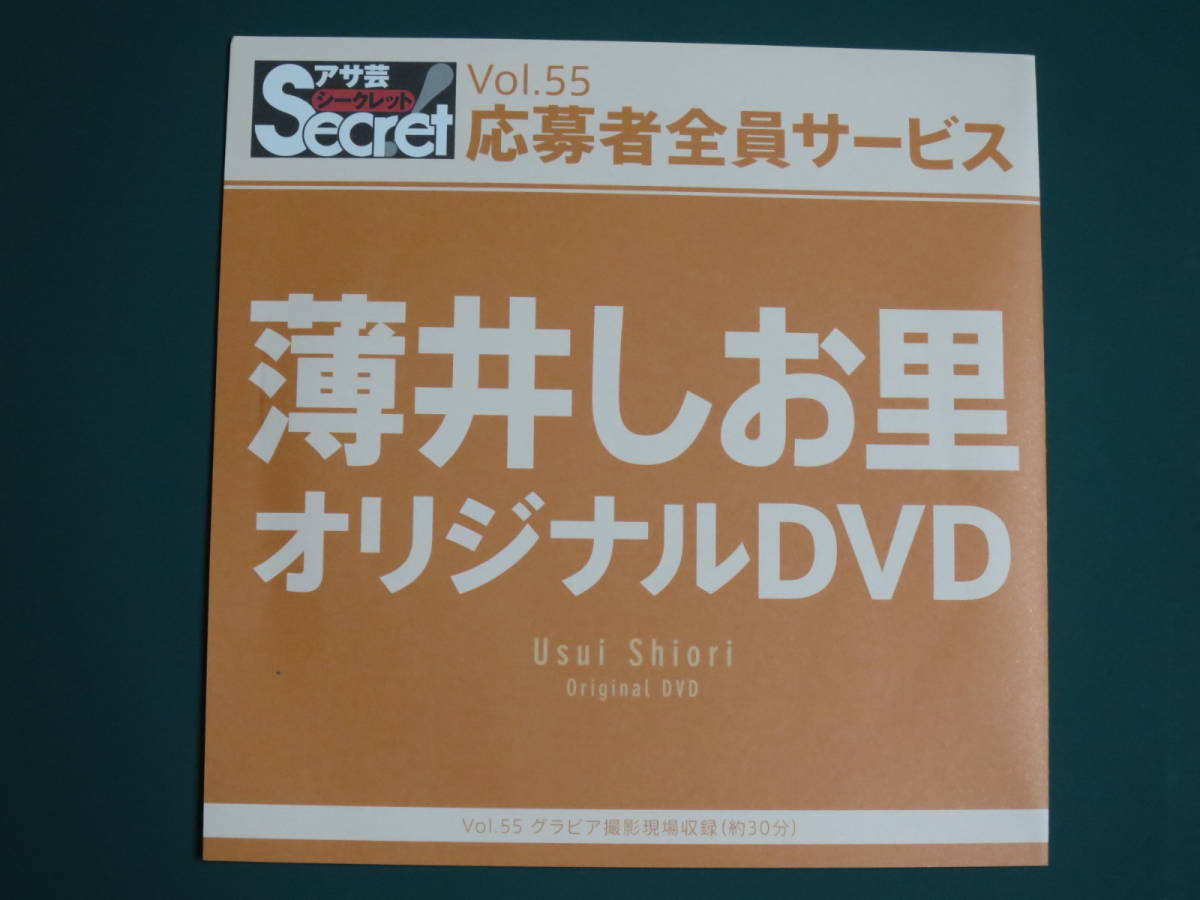 アサ芸
シークレット
Secret!
Vol.55
応募者全員サービス
薄井しお里
オリジナルDVD
Usui Shiori
Original DVD
Vol.55 グラビア撮影現場収録(約30分)